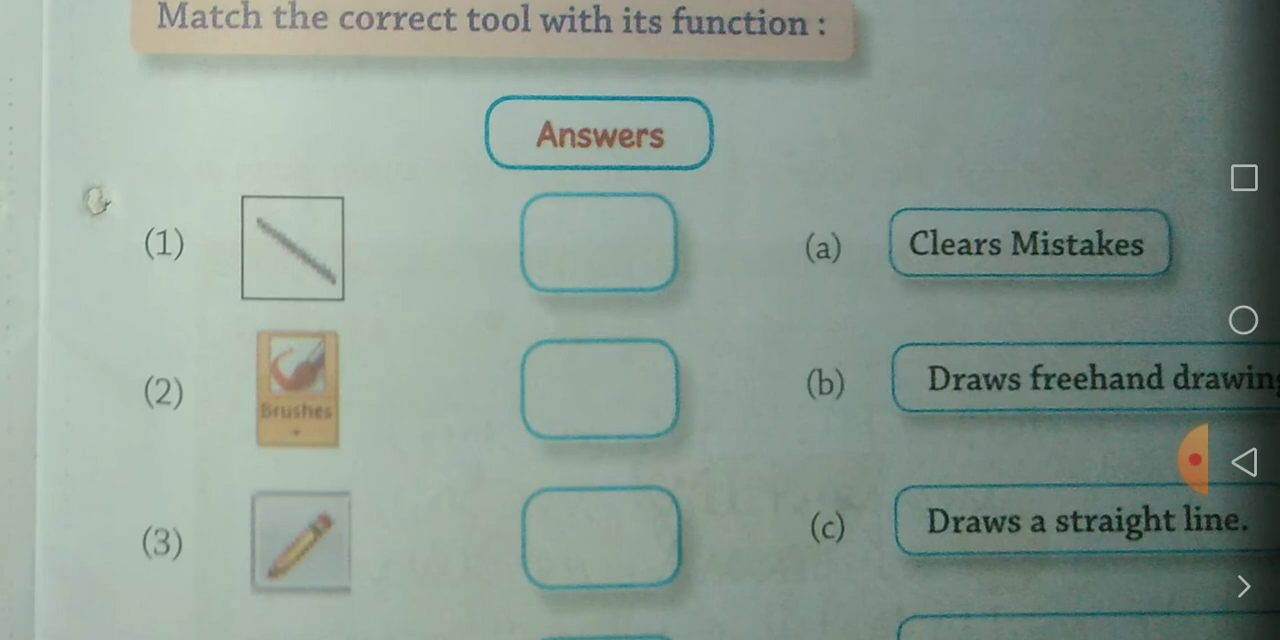 Match the correct tool with its function :
Answers
(1)
(a) Clears Mistakes
(2) Brushes
(b) Draws freehand
(3)
(c) Draws a straight line.